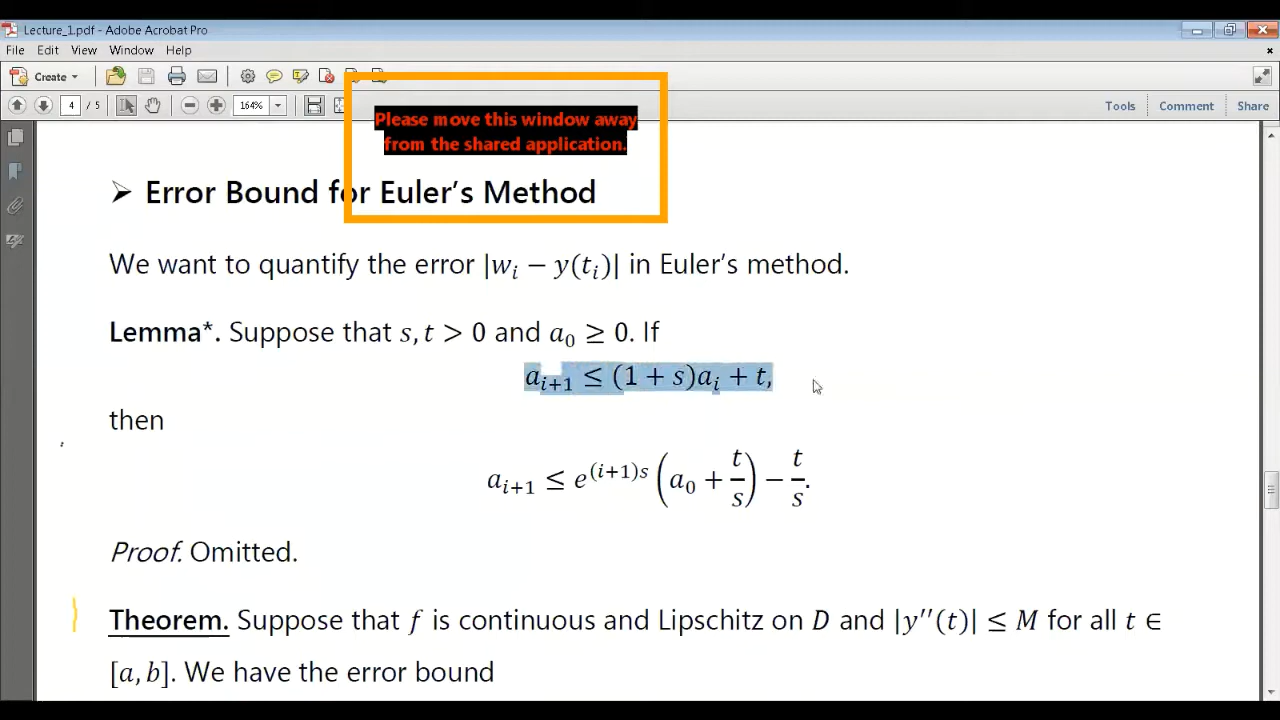 Lecture_1.pdf - Adobe Acrobat Pro
File Edit View Window Help
Create
4 / 5 164% Tools Comment Share
Please move this window away
from the shared application.
➢ Error Bound for Euler's Method
We want to quantify the error |wᵢ − y(tᵢ)| in Euler's method.
Lemma*. Suppose that s, t > 0 and a₀ ≥ 0. If
aᵢ₊₁ ≤ (1 + s)aᵢ + t,
then
aᵢ₊₁ ≤ e^{(i+1)s} (a₀ + t/s) − t/s.
Proof. Omitted.
Theorem. Suppose that f is continuous and Lipschitz on D and |y′′(t)| ≤ M for all t ∈
[a, b]. We have the error bound